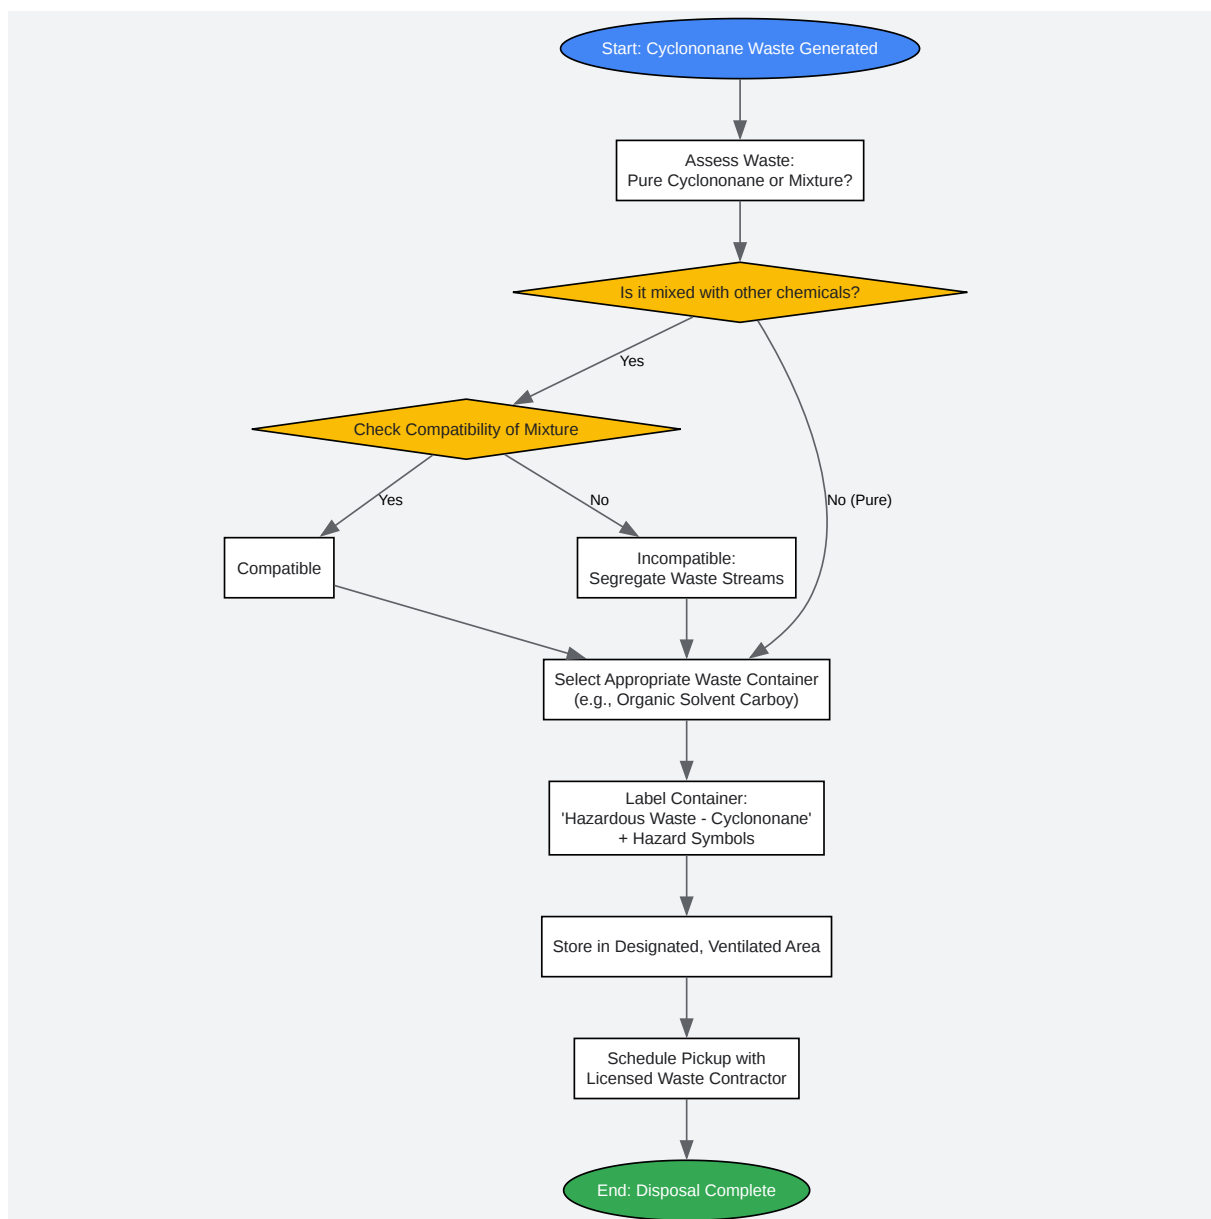 Start: Cyclononane Waste Generated
Assess Waste:
Pure Cyclononane or Mixture?
Is it mixed with other chemicals?
Yes
Check Compatibility of Mixture
Yes
No
No (Pure)
Compatible
Incompatible:
Segregate Waste Streams
Select Appropriate Waste Container
(e.g., Organic Solvent Carboy)
Label Container:
'Hazardous Waste - Cyclononane'
+ Hazard Symbols
Store in Designated, Ventilated Area
Schedule Pickup with
Licensed Waste Contractor
End: Disposal Complete